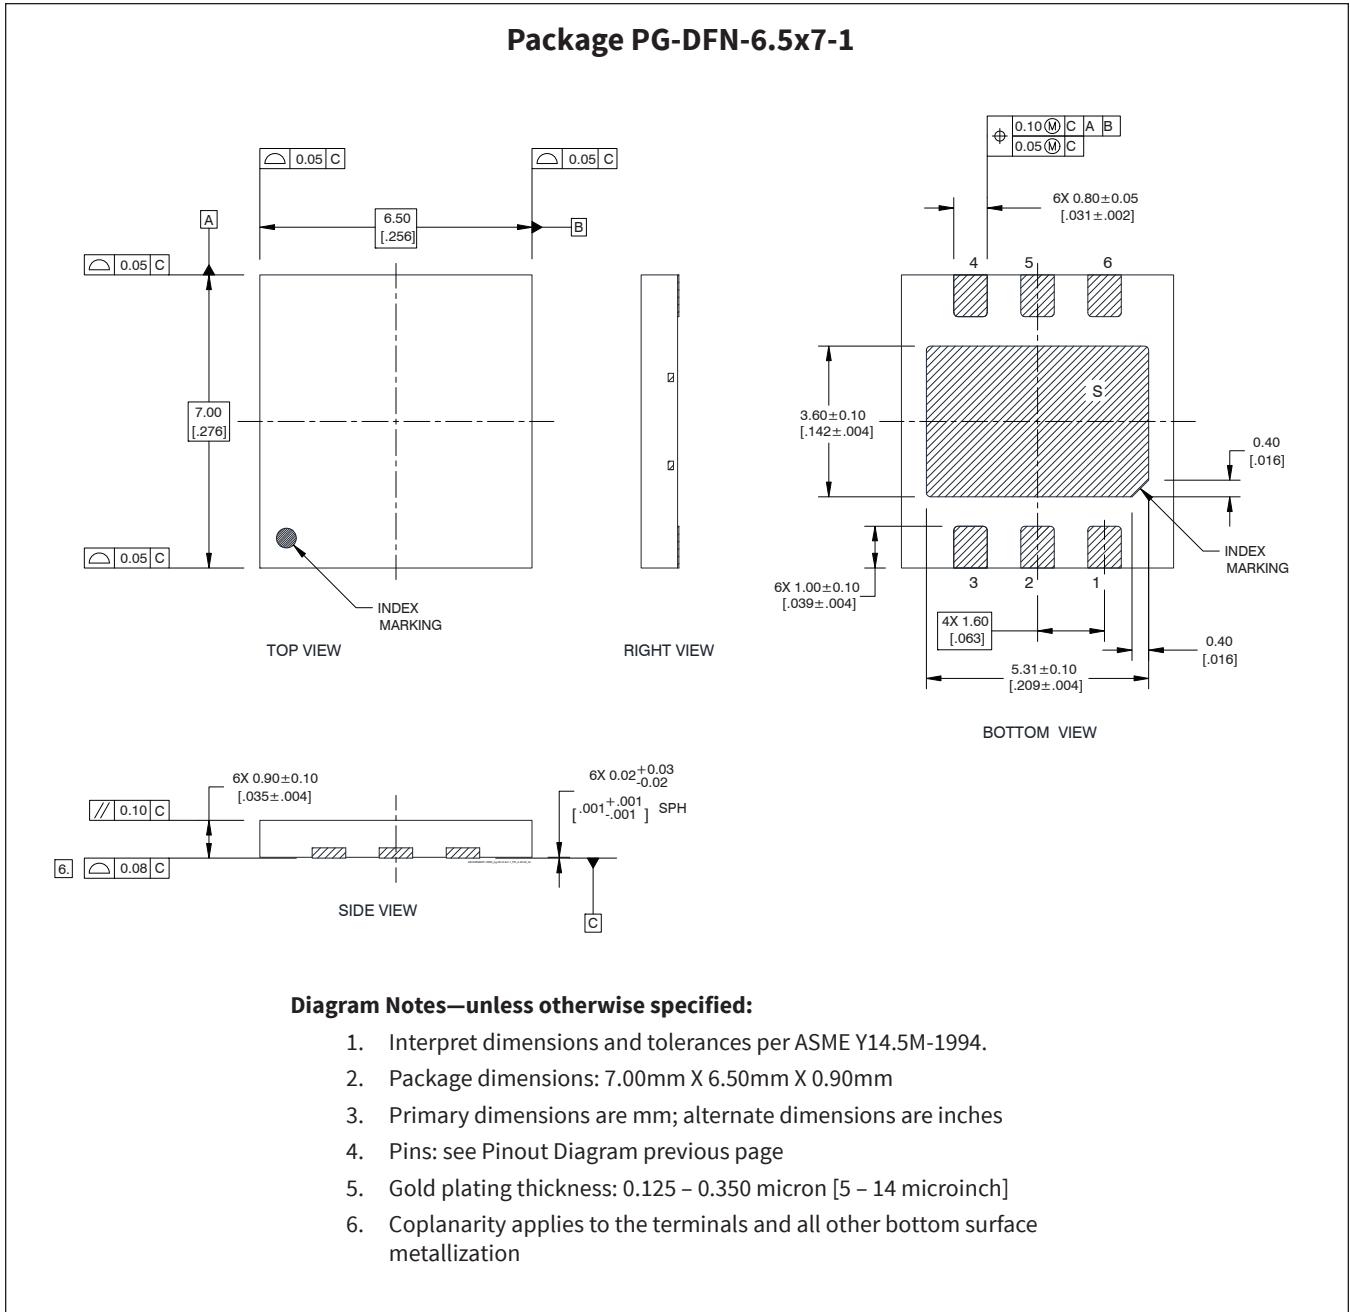 Package PG-DFN-6.5x7-1
0.05 C
0.05 C
6.50
[.256]
A
B
0.05 C
7.00
[.276]
0.05 C
INDEX
MARKING
TOP VIEW
RIGHT VIEW
0.10 Ⓜ C A B
0.05 Ⓜ C
6X 0.80±0.05
[.031±.002]
4 5 6
S
3.60±0.10
[.142±.004]
0.40
[.016]
INDEX
MARKING
6X 1.00±0.10
[.039±.004]
3 2 1
4X 1.60
[.063]
0.40
[.016]
5.31±0.10
[.209±.004]
BOTTOM VIEW
6X 0.90±0.10
[.035±.004]
// 0.10 C
6. 0.08 C
6X 0.02+0.03
-0.02
[.001+.001
-.001] SPH
C
SIDE VIEW
Diagram Notes—unless otherwise specified:
1. Interpret dimensions and tolerances per ASME Y14.5M-1994.
2. Package dimensions: 7.00mm X 6.50mm X 0.90mm
3. Primary dimensions are mm; alternate dimensions are inches
4. Pins: see Pinout Diagram previous page
5. Gold plating thickness: 0.125 – 0.350 micron [5 – 14 microinch]
6. Coplanarity applies to the terminals and all other bottom surface
metallization